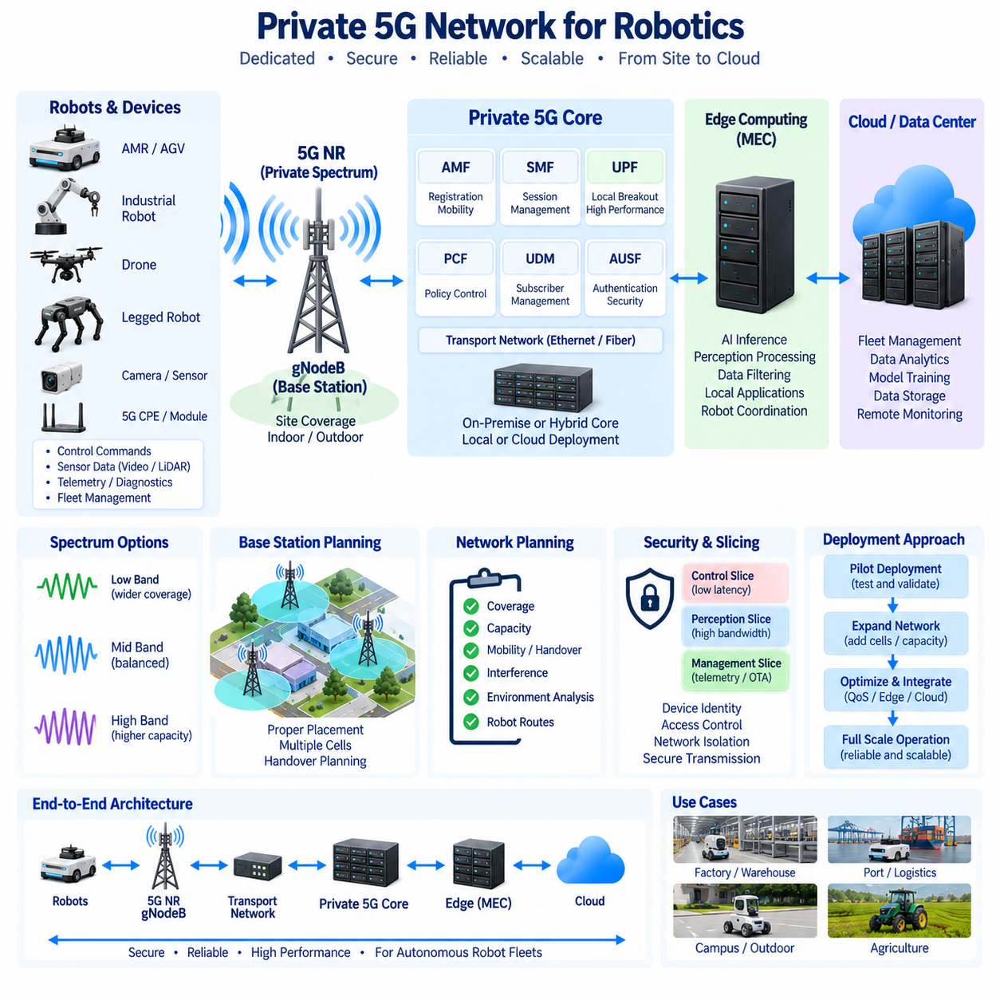 Private 5G Network for Robotics
Dedicated • Secure • Reliable • Scalable • From Site to Cloud
Robots & Devices
AMR / AGV
Industrial
Robot
Drone
Legged Robot
Camera / Sensor
5G CPE / Module
• Control Commands
• Sensor Data (Video / LiDAR)
• Telemetry / Diagnostics
• Fleet Management
5G NR
(Private Spectrum)
gNodeB
(Base Station)
Site Coverage
Indoor / Outdoor
Private 5G Core
AMF
Registration
Mobility
SMF
Session
Management
UPF
Local Breakout
High Performance
PCF
Policy Control
UDM
Subscriber
Management
AUSF
Authentication
Security
Transport Network (Ethernet / Fiber)
On-Premise or Hybrid Core
Local or Cloud Deployment
Edge Computing
(MEC)
AI Inference
Perception Processing
Data Filtering
Local Applications
Robot Coordination
Cloud / Data Center
Fleet Management
Data Analytics
Model Training
Data Storage
Remote Monitoring
Spectrum Options
Low Band
(wider coverage)
Mid Band
(balanced)
High Band
(higher capacity)
Base Station Planning
Proper Placement
Multiple Cells
Handover Planning
Network Planning
Coverage
Capacity
Mobility / Handover
Interference
Environment Analysis
Robot Routes
Security & Slicing
Control Slice
(low latency)
Perception Slice
(high bandwidth)
Management Slice
(telemetry / OTA)
Device Identity
Access Control
Network Isolation
Secure Transmission
Deployment Approach
Pilot Deployment
(test and validate)
Expand Network
(add cells / capacity)
Optimize & Integrate
(QoS / Edge / Cloud)
Full Scale Operation
(reliable and scalable)
End-to-End Architecture
Robots
5G NR
gNodeB
Transport
Network
Private 5G Core
Edge (MEC)
Cloud
Secure • Reliable • High Performance • For Autonomous Robot Fleets
Use Cases
Factory / Warehouse
Port / Logistics
Campus / Outdoor
Agriculture